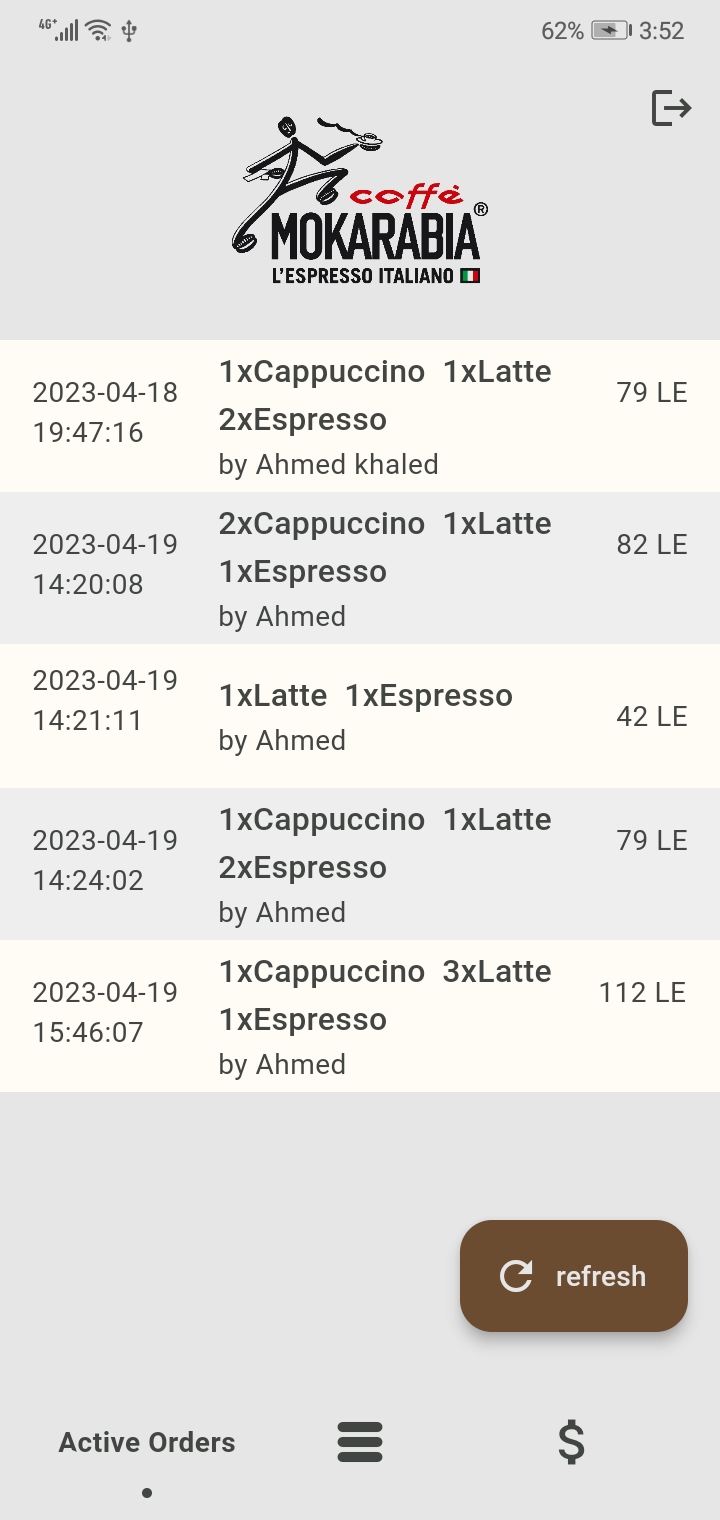 4G+ 62% 3:52
caffè
MOKARABIA®
L'ESPRESSO ITALIANO
2023-04-18
19:47:16
1xCappuccino 1xLatte
2xEspresso
by Ahmed khaled
79 LE
2023-04-19
14:20:08
2xCappuccino 1xLatte
1xEspresso
by Ahmed
82 LE
2023-04-19
14:21:11
1xLatte 1xEspresso
by Ahmed
42 LE
2023-04-19
14:24:02
1xCappuccino 1xLatte
2xEspresso
by Ahmed
79 LE
2023-04-19
15:46:07
1xCappuccino 3xLatte
1xEspresso
by Ahmed
112 LE
refresh
Active Orders $